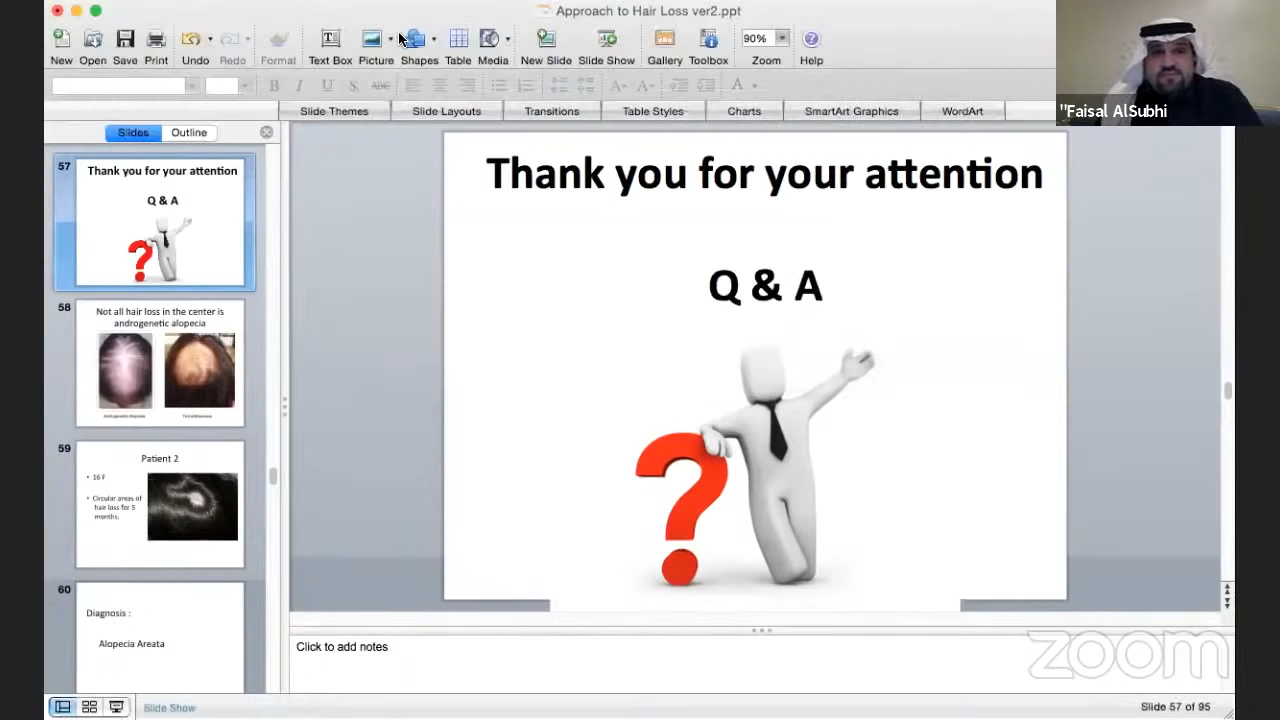 Approach to Hair Loss ver2.ppt
New Open Save Print Undo Redo Format Text Box Picture Shapes Table Media New Slide Slide Show Gallery Toolbox Zoom Help
90%
B I U S ABC A A A
Slide Themes Slide Layouts Transitions Table Styles Charts SmartArt Graphics WordArt
"Faisal AlSubhi
Slides Outline
57
Thank you for your attention
Q & A
?
58
Not all hair loss in the center is
androgenetic alopecia
59
Patient 2
• 16 F
• Circular areas of
hair loss for 5
months.
60
Diagnosis :
Alopecia Areata
Thank you for your attention
Q & A
?
Click to add notes
zoom
Slide Show
Slide 57 of 95